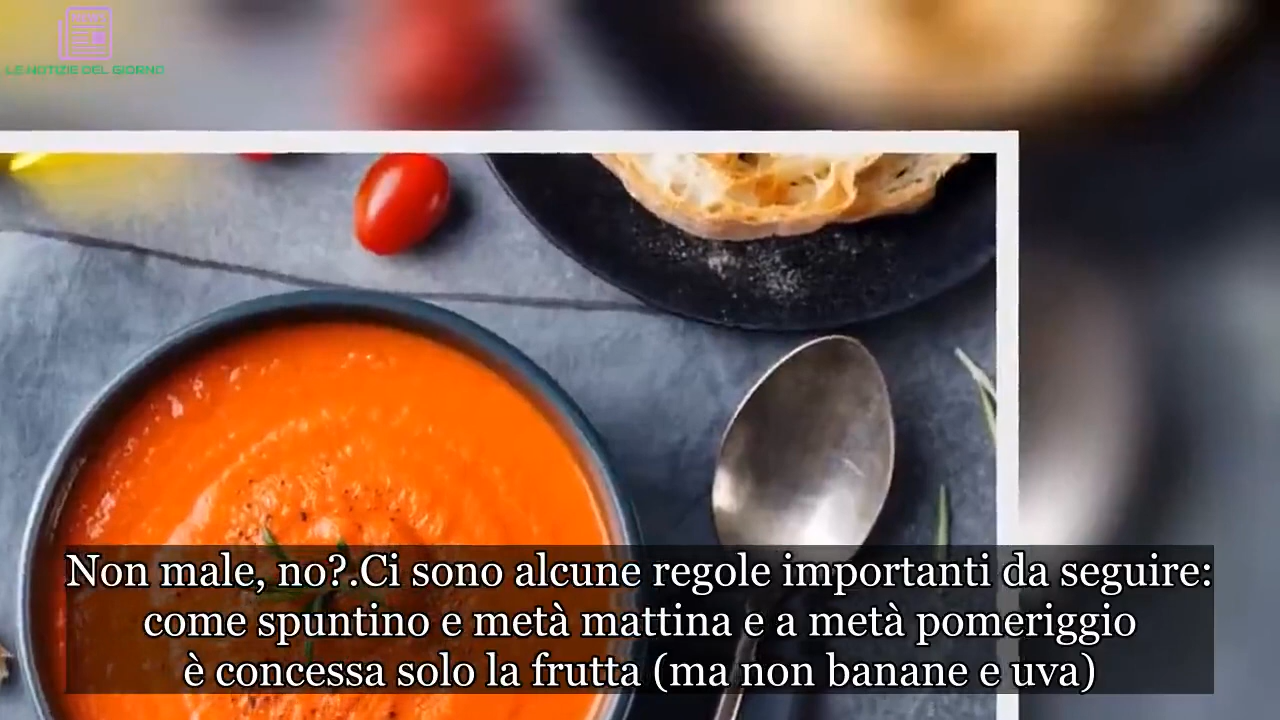 LE NOTIZIE DEL GIORNO
Non male, no?.Ci sono alcune regole importanti da seguire:
come spuntino e metà mattina e a metà pomeriggio
è concessa solo la frutta (ma non banane e uva)